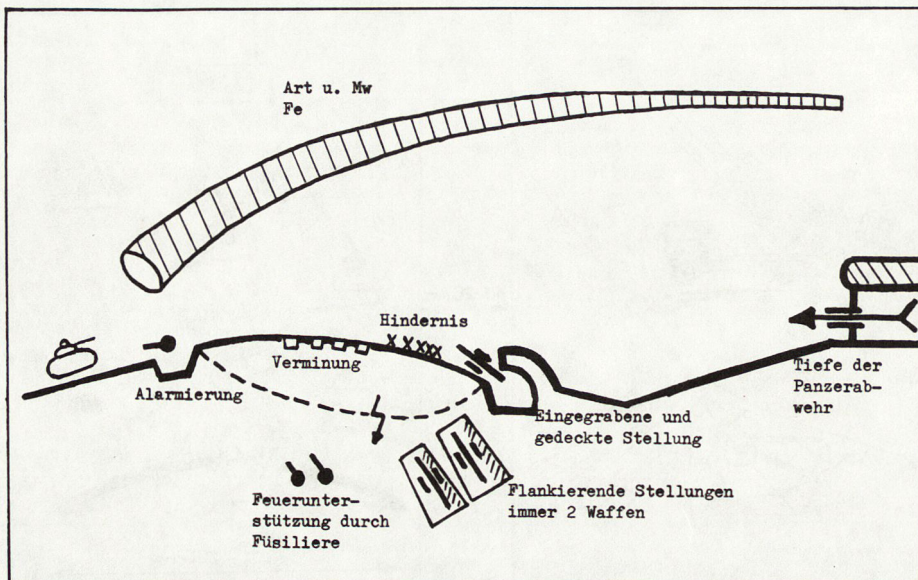 Art u. Mw
Fe
Hindernis
Verminung
Alarmierung
Tiefe der
Panzerab-
wehr
Eingegrabene und
gedeckte Stellung
Flankierende Stellungen
immer 2 Waffen
Feuerunter-
stützung durch
Füsiliere